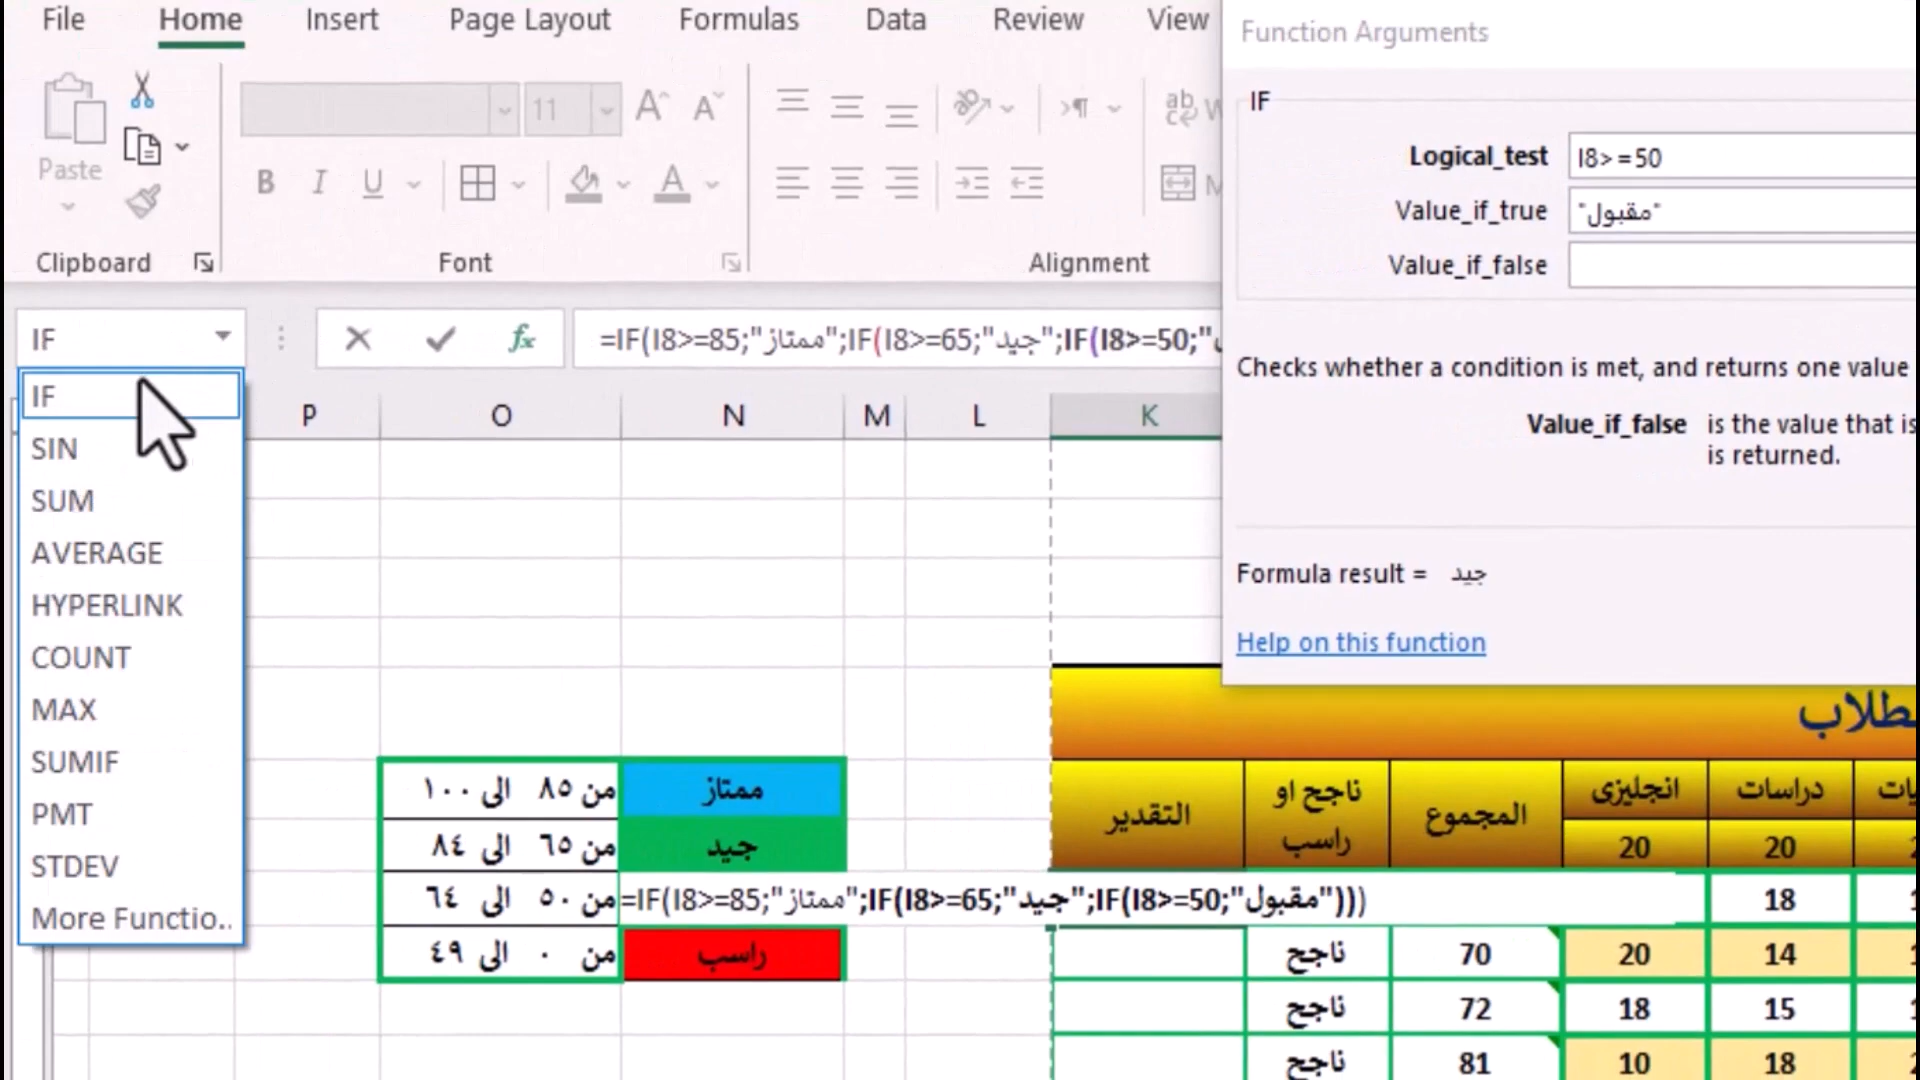 File Home Insert Page Layout Formulas Data Review View
Function Arguments
IF
Logical_test I8>=50
Value_if_true "مقبول"
Value_if_false
Checks whether a condition is met, and returns one value
Value_if_false is the value that is
is returned.
Formula result = جيد
Help on this function
11
Paste
B I U
Clipboard Font Alignment
IF
fx
=IF(I8>=85;"ممتاز";IF(I8>=65;"جيد";IF(I8>=50;"
IF
SIN
SUM
AVERAGE
HYPERLINK
COUNT
MAX
SUMIF
PMT
STDEV
More Functio..
P O N M L K
من ٨٥ الى ١٠٠ ممتاز
من ٦٥ الى ٨٤ جيد
من ٥٠ الى ٦٤
=IF(I8>=85;"ممتاز";IF(I8>=65;"جيد";IF(I8>=50;"مقبول")))
من ٠ الى ٤٩ راسب
دراسات انجليزى المجموع ناجح او راسب التقدير
20 20
18
14 20 70 ناجح
15 18 72 ناجح
18 10 81 ناجح